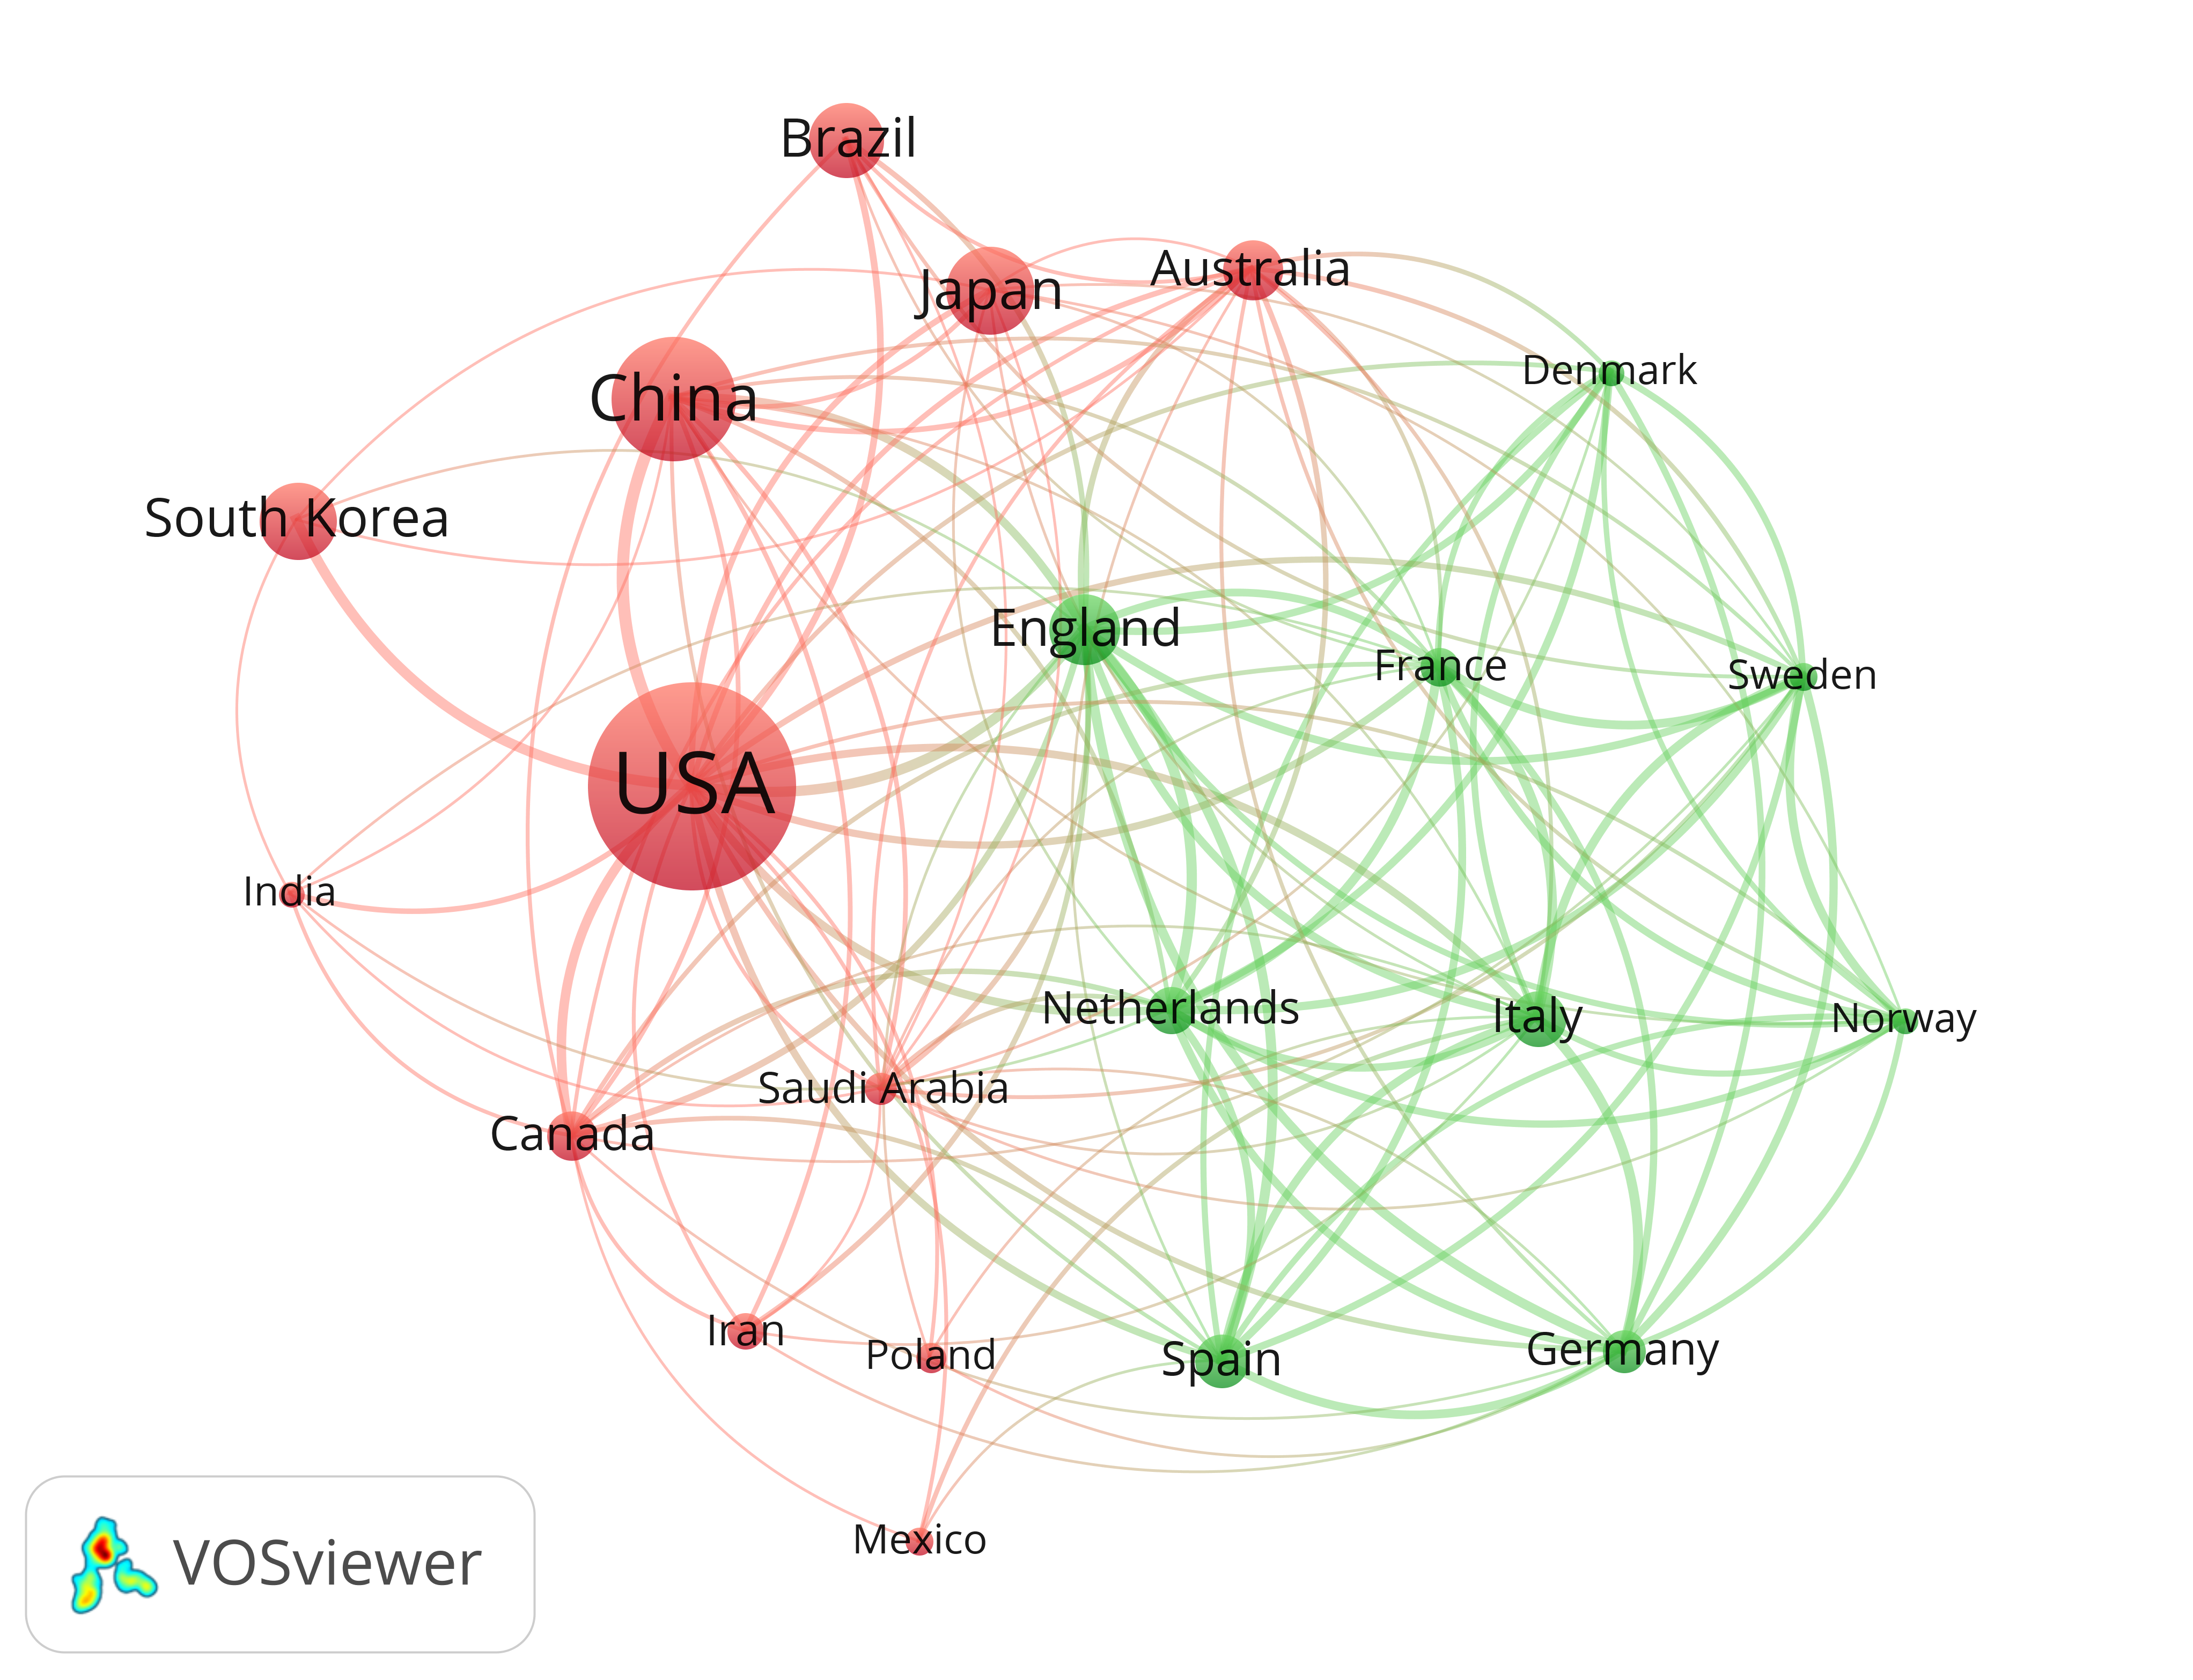 Brazil
Japan
Australia
Denmark
China
South Korea
England
France
Sweden
USA
India
Netherlands
Italy
Norway
Saudi Arabia
Canada
Iran
Poland
Spain
Germany
Mexico
VOSviewer